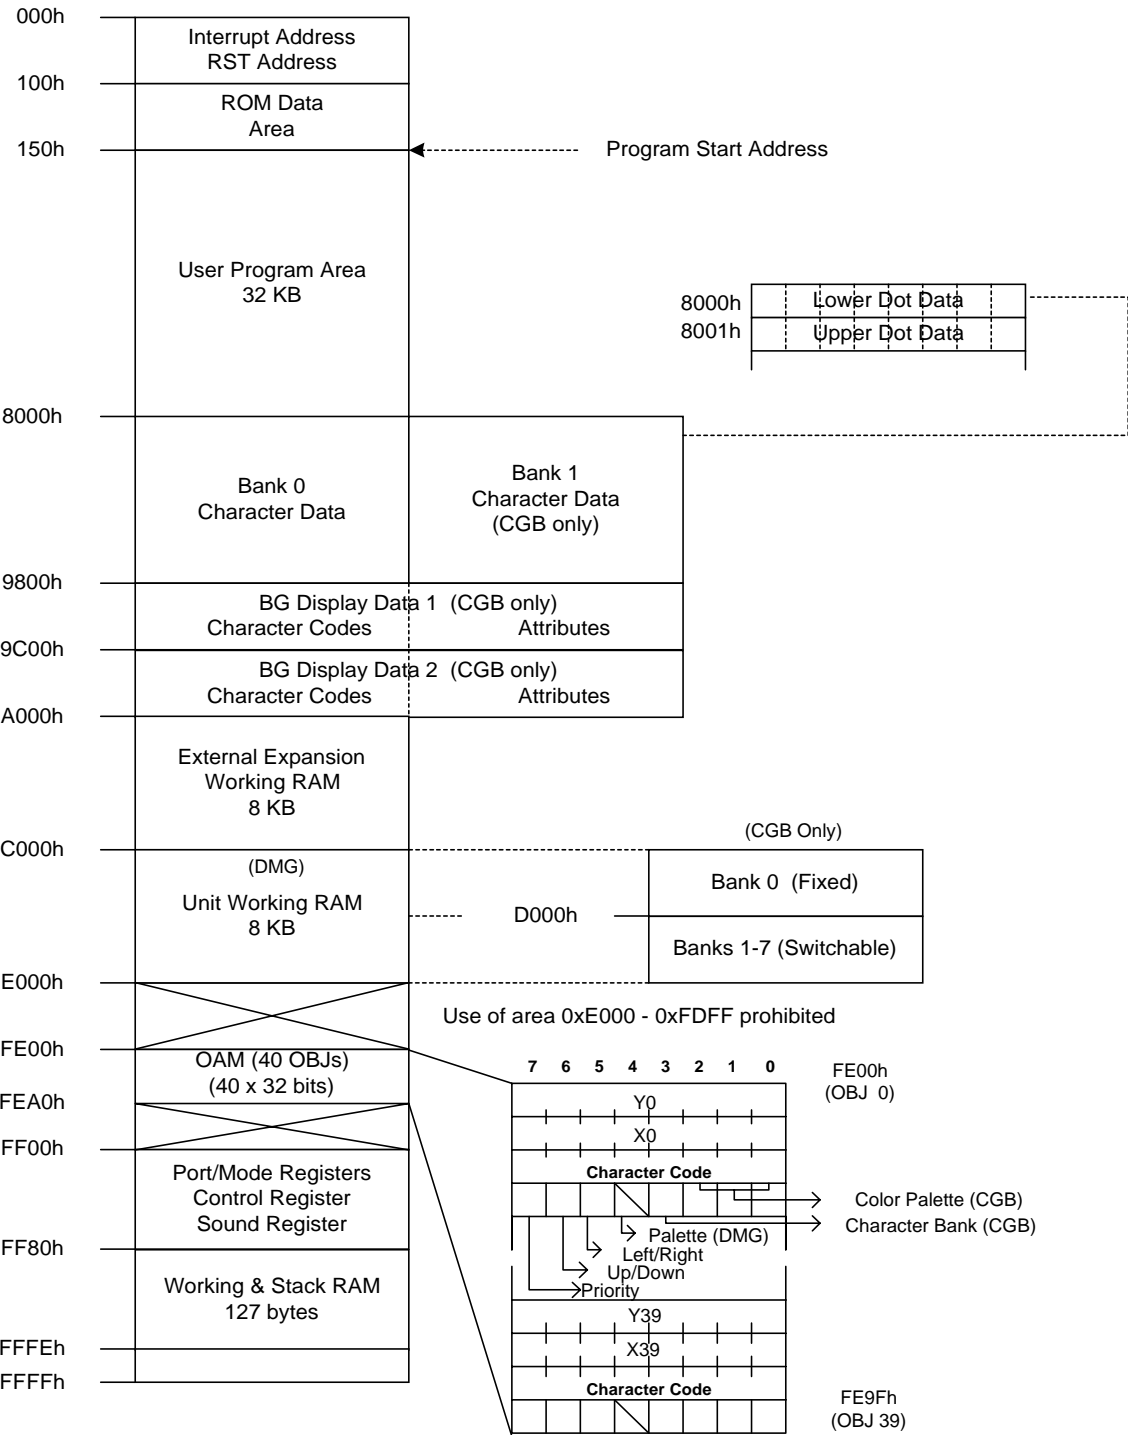 000h
Interrupt Address
RST Address
100h
ROM Data
Area
150h
Program Start Address
User Program Area
32 KB
8000h
Lower Dot Data
8001h
Upper Dot Data
8000h
Bank 0
Character Data
Bank 1
Character Data
(CGB only)
9800h
BG Display Data 1 (CGB only)
Character Codes Attributes
9C00h
BG Display Data 2 (CGB only)
Character Codes Attributes
A000h
External Expansion
Working RAM
8 KB
C000h
(DMG)
Unit Working RAM
8 KB
(CGB Only)
Bank 0 (Fixed)
D000h
Banks 1-7 (Switchable)
E000h
Use of area 0xE000 - 0xFDFF prohibited
FE00h
OAM (40 OBJs)
(40 x 32 bits)
FEA0h
FF00h
Port/Mode Registers
Control Register
Sound Register
FF80h
Working & Stack RAM
127 bytes
FFFEh
FFFFh
7 6 5 4 3 2 1 0
FE00h
(OBJ 0)
Y0
X0
Character Code
Color Palette (CGB)
Character Bank (CGB)
Palette (DMG)
Left/Right
Up/Down
Priority
Y39
X39
Character Code
FE9Fh
(OBJ 39)